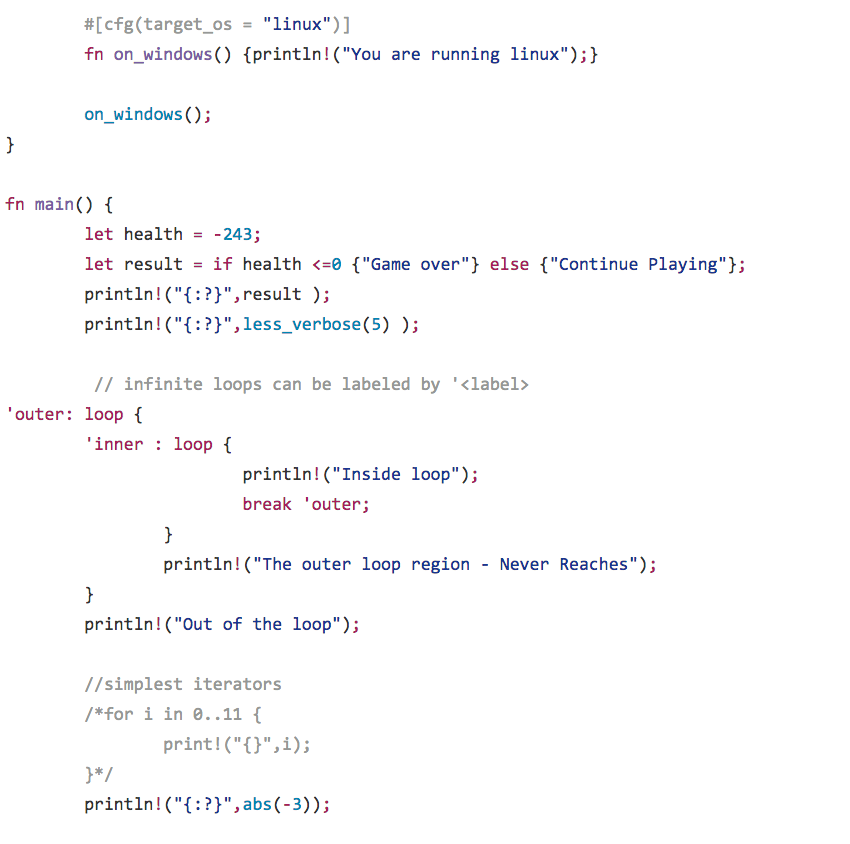 #[cfg(target_os = "linux")]
fn on_windows() {println!("You are running linux");}
on_windows();
}
fn main() {
let health = -243;
let result = if health <=0 {"Game over"} else {"Continue Playing"};
println!("{:?}",result );
println!("{:?}",less_verbose(5) );
// infinite loops can be labeled by '<label>
'outer: loop {
'inner : loop {
println!("Inside loop");
break 'outer;
}
println!("The outer loop region - Never Reaches");
}
println!("Out of the loop");
//simplest iterators
/*for i in 0..11 {
print!("{}",i);
}*/
println!("{:?}",abs(-3));